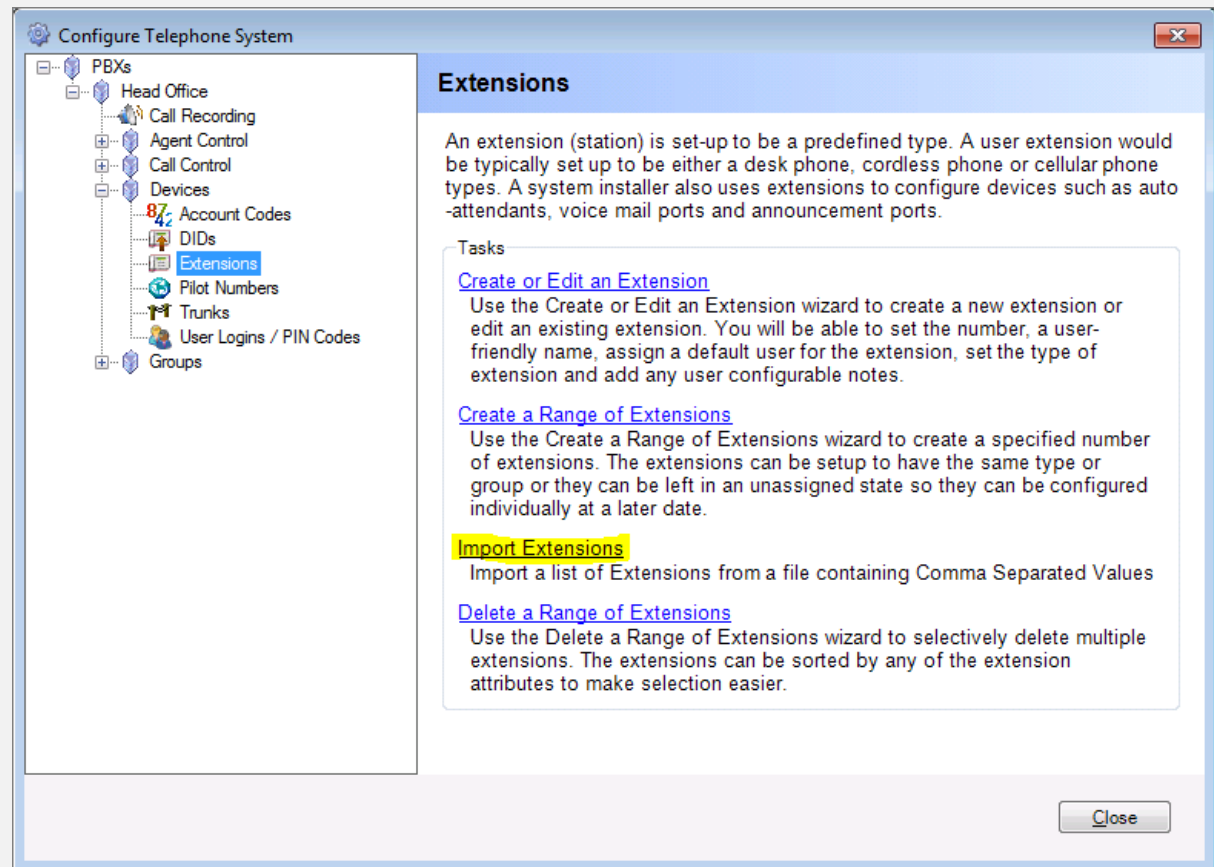 Configure Telephone System
PBXs
Head Office
Call Recording
Agent Control
Call Control
Devices
Account Codes
DIDs
Extensions
Pilot Numbers
Trunks
User Logins / PIN Codes
Groups
Extensions
An extension (station) is set-up to be a predefined type. A user extension would
be typically set up to be either a desk phone, cordless phone or cellular phone
types. A system installer also uses extensions to configure devices such as auto
-attendants, voice mail ports and announcement ports.
Tasks
Create or Edit an Extension
Use the Create or Edit an Extension wizard to create a new extension or
edit an existing extension. You will be able to set the number, a user-
friendly name, assign a default user for the extension, set the type of
extension and add any user configurable notes.
Create a Range of Extensions
Use the Create a Range of Extensions wizard to create a specified number
of extensions. The extensions can be setup to have the same type or
group or they can be left in an unassigned state so they can be configured
individually at a later date.
Import Extensions
Import a list of Extensions from a file containing Comma Separated Values
Delete a Range of Extensions
Use the Delete a Range of Extensions wizard to selectively delete multiple
extensions. The extensions can be sorted by any of the extension
attributes to make selection easier.
Close